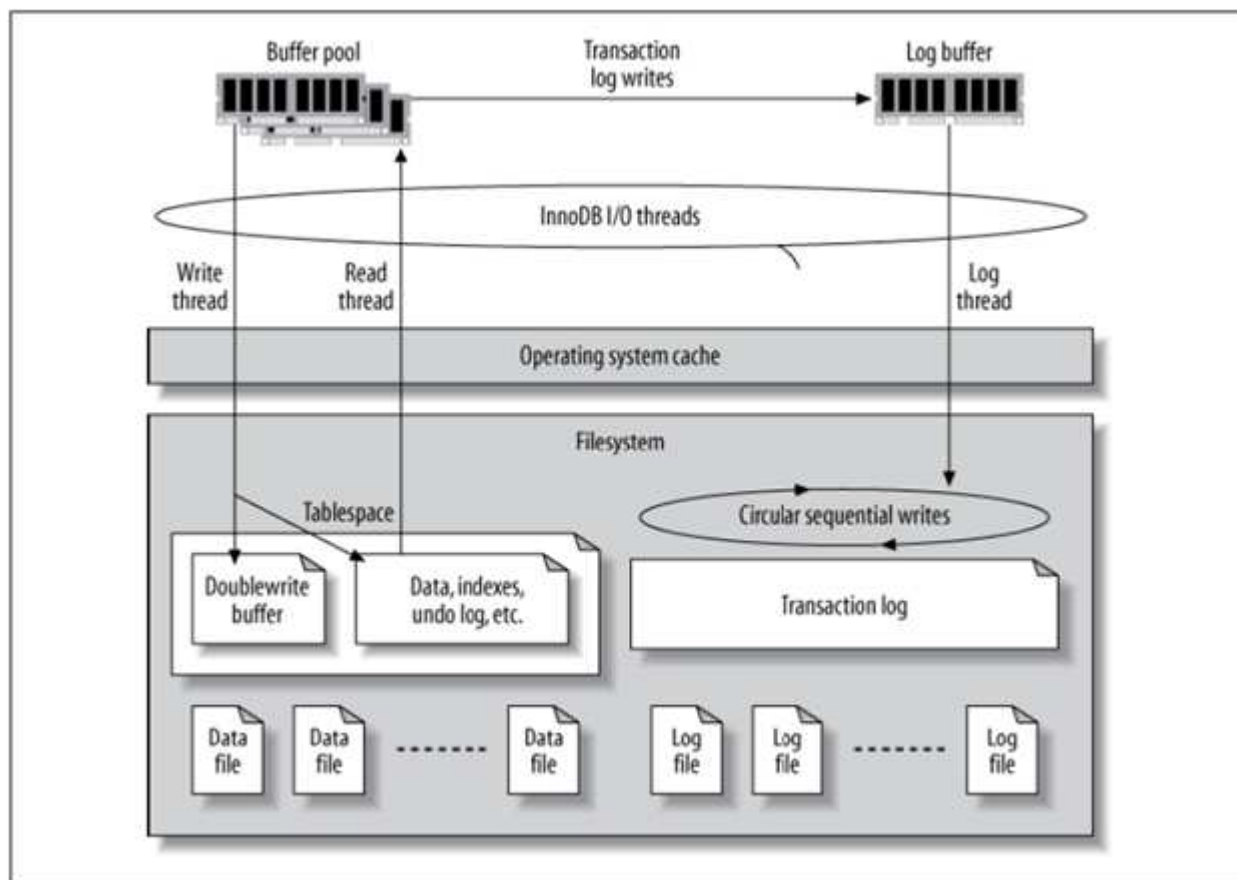 Buffer pool
Transaction
log writes
Log buffer
InnoDB I/O threads
Write
thread
Read
thread
Log
thread
Operating system cache
Filesystem
Tablespace
Circular sequential writes
Doublewrite
buffer
Data, indexes,
undo log, etc.
Transaction log
Data
file
Data
file
Data
file
Log
file
Log
file
Log
file